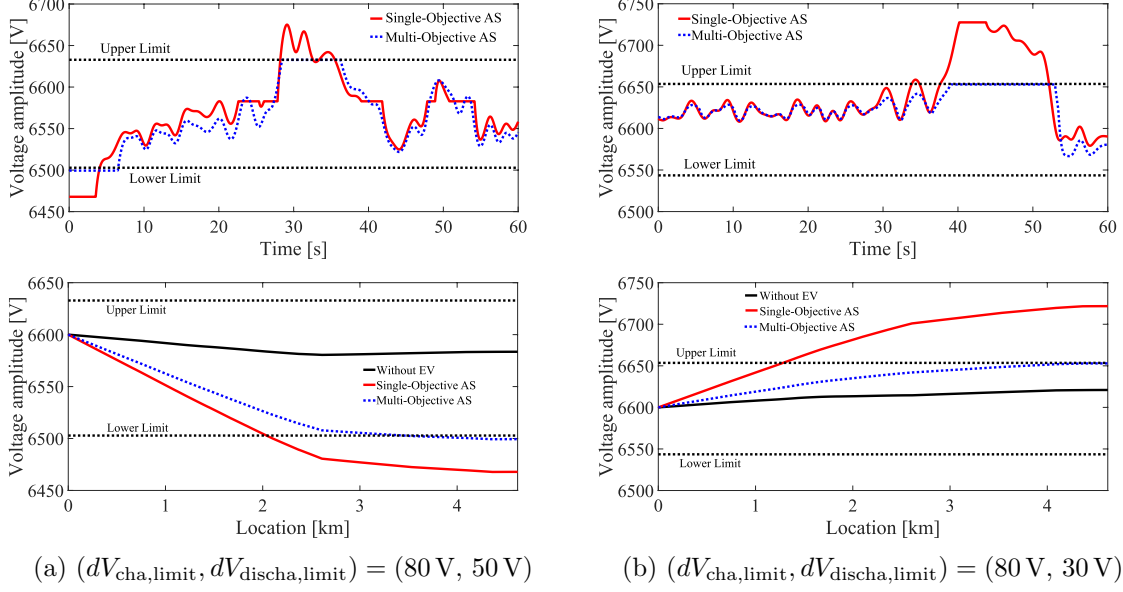 Voltage amplitude [V]
6700
6650
6600
6550
6500
6450
Upper Limit
Lower Limit
Single-Objective AS
Multi-Objective AS
0 10 20 30 40 50 60
Time [s]
Voltage amplitude [V]
6750
6700
6650
6600
6550
6500
Upper Limit
Lower Limit
Single-Objective AS
Multi-Objective AS
0 10 20 30 40 50 60
Time [s]
Voltage amplitude [V]
6650
6600
6550
6500
6450
Upper Limit
Without EV
Single-Objective AS
Multi-Objective AS
Lower Limit
0 1 2 3 4
Location [km]
Voltage amplitude [V]
6750
6700
6650
6600
6550
6500
Without EV
Single-Objective AS
Multi-Objective AS
Upper Limit
Lower Limit
0 1 2 3 4
Location [km]
(a) (dV_cha,limit, dV_discha,limit) = (80 V, 50 V)
(b) (dV_cha,limit, dV_discha,limit) = (80 V, 30 V)